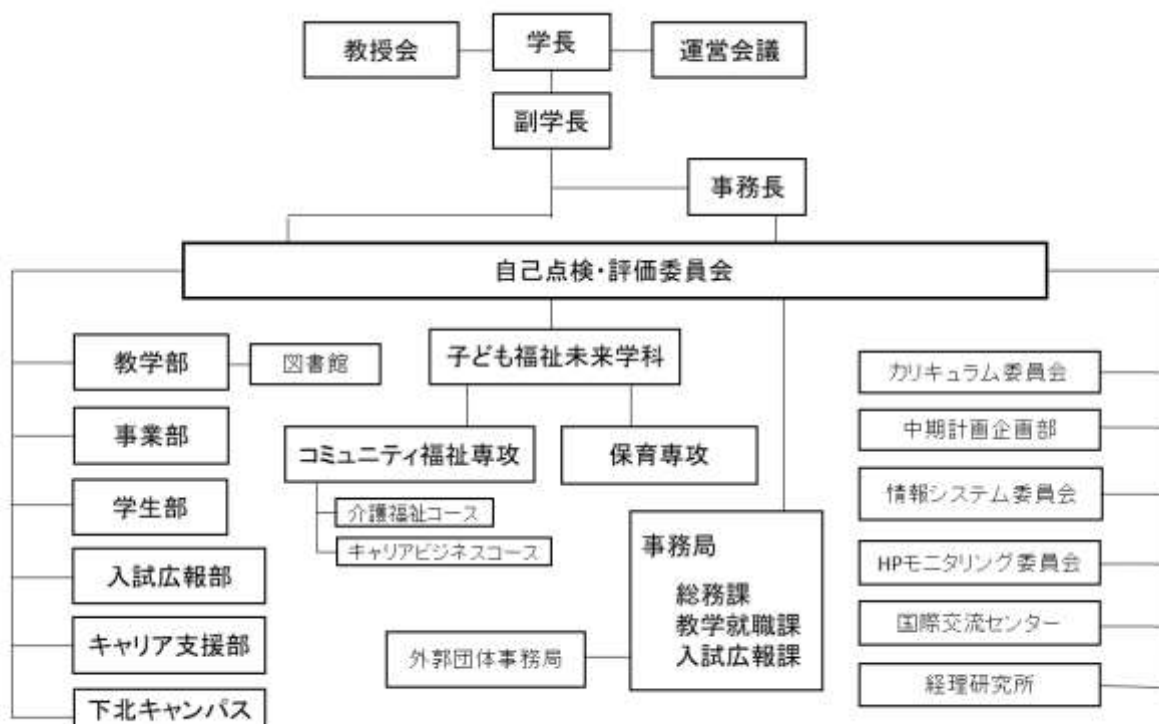 教授会
学長
運営会議
副学長
事務長
自己点検・評価委員会
教学部
図書館
事業部
学生部
入試広報部
キャリア支援部
下北キャンパス
子ども福祉未来学科
コミュニティ福祉専攻
保育専攻
介護福祉コース
キャリアビジネスコース
事務局
総務課
教学就職課
入試広報課
外郭団体事務局
カリキュラム委員会
中期計画企画部
情報システム委員会
HPモニタリング委員会
国際交流センター
経理研究所